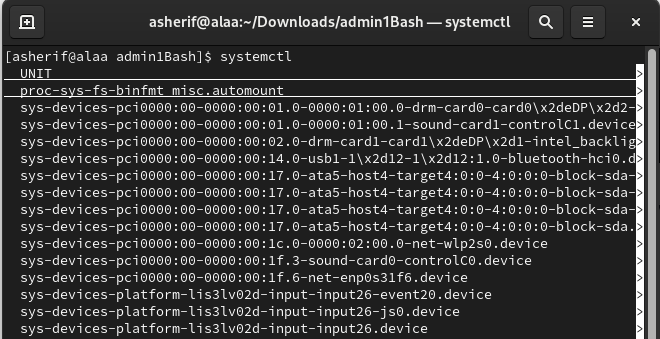 asherif@alaa:~/Downloads/admin1Bash — systemctl
[asherif@alaa admin1Bash]$ systemctl
UNIT >
proc-sys-fs-binfmt_misc.automount >
sys-devices-pci0000:00-0000:00:01.0-0000:01:00.0-drm-card0-card0\x2deDP\x2d2->
sys-devices-pci0000:00-0000:00:01.0-0000:01:00.1-sound-card1-controlC1.device>
sys-devices-pci0000:00-0000:00:02.0-drm-card1-card1\x2deDP\x2d1-intel_backlig>
sys-devices-pci0000:00-0000:00:14.0-usb1-1\x2d12-1\x2d12:1.0-bluetooth-hci0.d>
sys-devices-pci0000:00-0000:00:17.0-ata5-host4-target4:0:0-4:0:0:0-block-sda->
sys-devices-pci0000:00-0000:00:17.0-ata5-host4-target4:0:0-4:0:0:0-block-sda->
sys-devices-pci0000:00-0000:00:17.0-ata5-host4-target4:0:0-4:0:0:0-block-sda->
sys-devices-pci0000:00-0000:00:17.0-ata5-host4-target4:0:0-4:0:0:0-block-sda.>
sys-devices-pci0000:00-0000:00:1c.0-0000:02:00.0-net-wlp2s0.device >
sys-devices-pci0000:00-0000:00:1f.3-sound-card0-controlC0.device >
sys-devices-pci0000:00-0000:00:1f.6-net-enp0s31f6.device >
sys-devices-platform-lis3lv02d-input-input26-event20.device >
sys-devices-platform-lis3lv02d-input-input26-js0.device >
sys-devices-platform-lis3lv02d-input-input26.device >